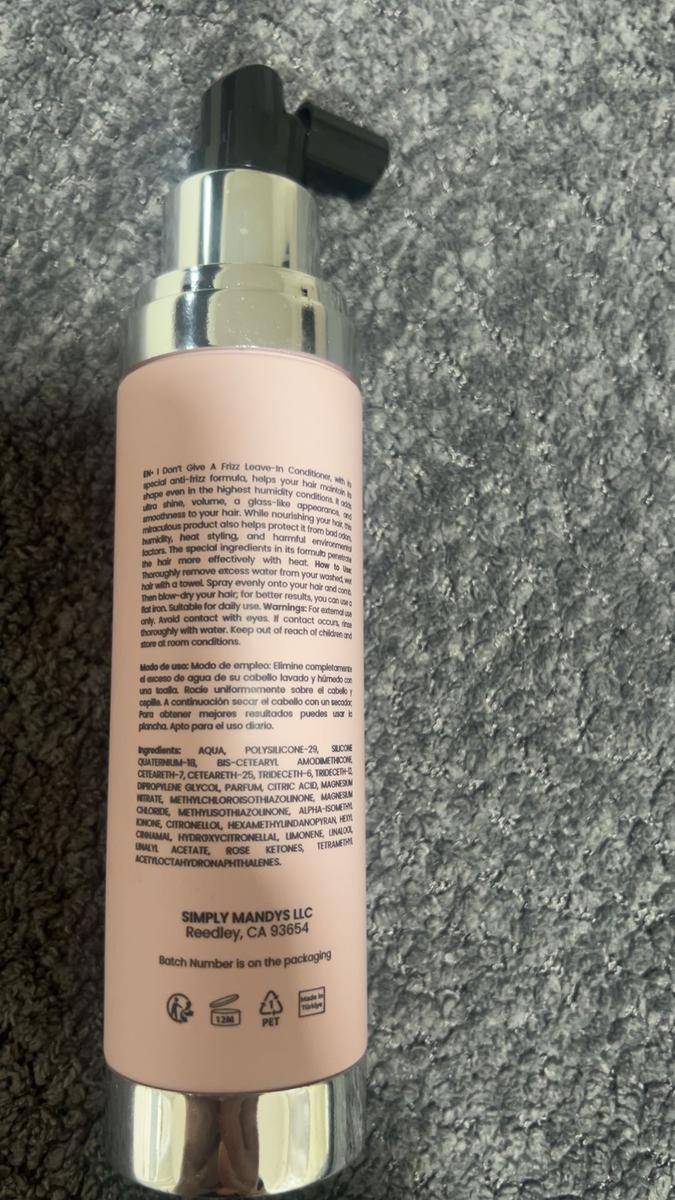 EN• I Don't Give A Frizz Leave-In Conditioner, with its
special anti-frizz formula, helps your hair maintain its
shape even in the highest humidity conditions. It adds
ultra shine, volume, a glass-like appearance, and
smoothness to your hair. While nourishing your hair, this
miraculous product also helps protect it from bad odors,
humidity, heat styling, and harmful environmental
factors. The special ingredients in its formula penetrate
the hair more effectively with heat. How to Use:
Thoroughly remove excess water from your washed, wet
hair with a towel. Spray evenly onto your hair and comb.
Then blow-dry your hair; for better results, you can use a
flat iron. Suitable for daily use. Warnings: For external use
only. Avoid contact with eyes. If contact occurs, rinse
thoroughly with water. Keep out of reach of children and
store at room conditions.
Modo de uso: Modo de empleo: Elimine completamente
el exceso de agua de su cabello lavado y húmedo con
una toalla. Rocíe uniformemente sobre el cabello y
cepille. A continuación secar el cabello con un secador,
Para obtener mejores resultados puedes usar la
plancha. Apto para el uso diario.
Ingredients: AQUA, POLYSILICONE-29, SILICONE
QUATERNIUM-18, BIS-CETEARYL AMODIMETHICONE,
CETEARETH-7, CETEARETH-25, TRIDECETH-6, TRIDECETH-12,
DIPROPYLENE GLYCOL, PARFUM, CITRIC ACID, MAGNESIUM
NITRATE, METHYLCHLOROISOTHIAZOLINONE, MAGNESIUM
CHLORIDE, METHYLISOTHIAZOLINONE, ALPHA-ISOMETHYL
IONONE, CITRONELLOL, HEXAMETHYLINDANOPYRAN, HEXYL
CINNAMAL, HYDROXYCITRONELLAL, LIMONENE, LINALOOL,
LINALYL ACETATE, ROSE KETONES, TETRAMETHYL
ACETYLOCTAHYDRONAPHTHALENES.
SIMPLY MANDYS LLC
Reedley, CA 93654
Batch Number is on the packaging
12M
1
PET
Made in
Türkiye